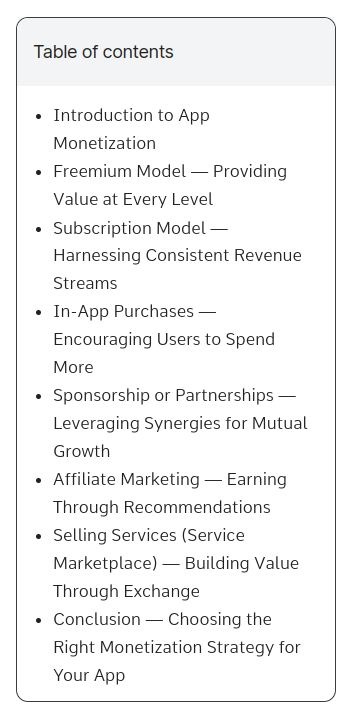 Table of contents
• Introduction to App
Monetization
• Freemium Model — Providing
Value at Every Level
• Subscription Model —
Harnessing Consistent Revenue
Streams
• In-App Purchases —
Encouraging Users to Spend
More
• Sponsorship or Partnerships —
Leveraging Synergies for Mutual
Growth
• Affiliate Marketing — Earning
Through Recommendations
• Selling Services (Service
Marketplace) — Building Value
Through Exchange
• Conclusion — Choosing the
Right Monetization Strategy for
Your App